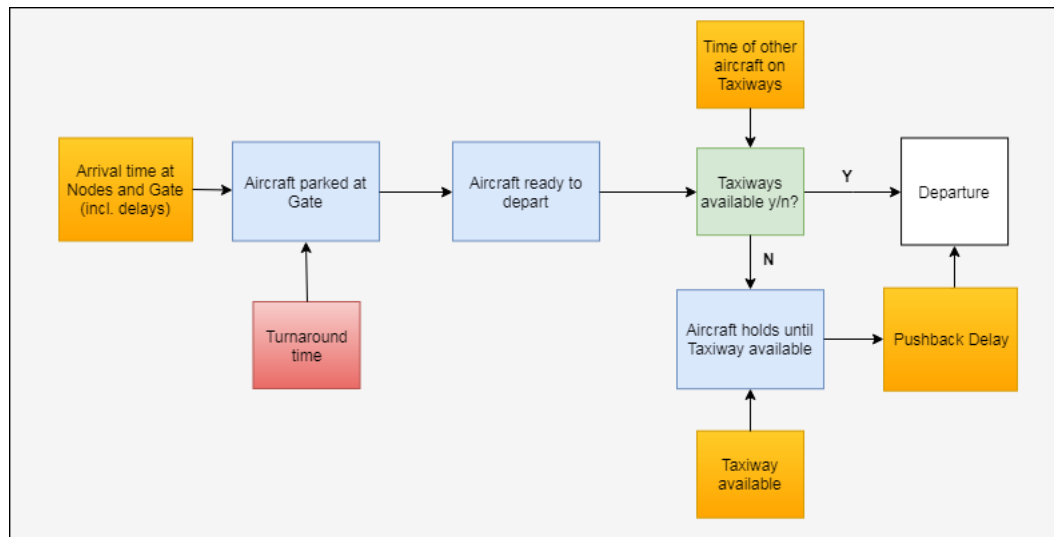 Time of other
aircraft on
Taxiways
Arrival time at
Nodes and Gate
(incl. delays)
Aircraft parked at
Gate
Aircraft ready to
depart
Taxiways
available y/n?
Y
Departure
N
Turnaround
time
Aircraft holds until
Taxiway available
Pushback Delay
Taxiway
available